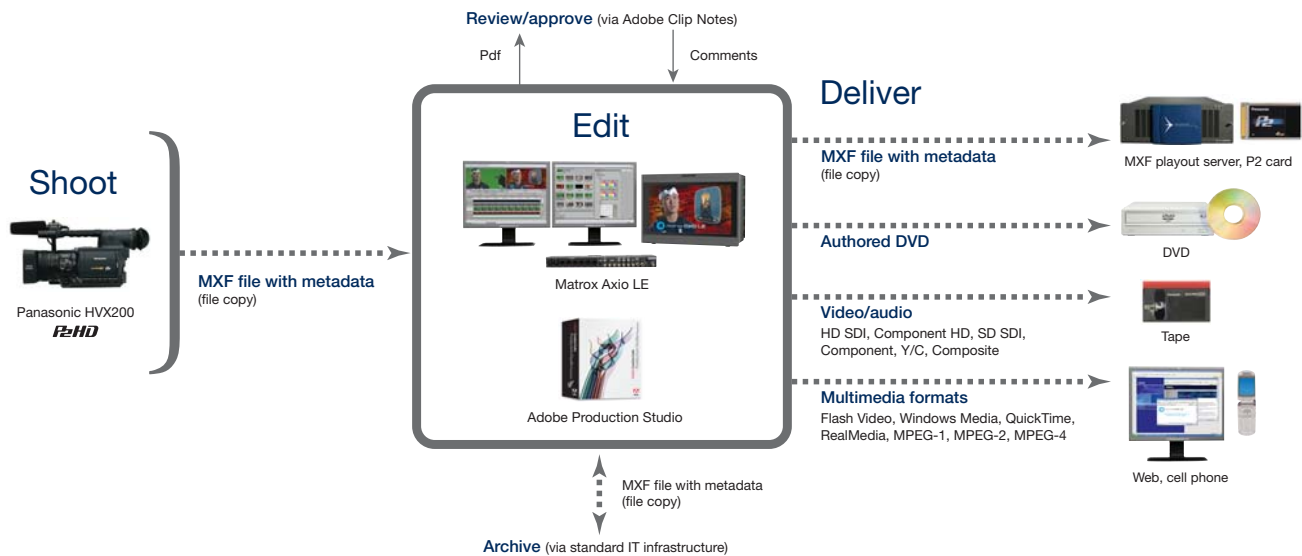 Review/approve (via Adobe Clip Notes)
Pdf
Comments
Shoot
Panasonic HVX200
P2HD
MXF file with metadata
(file copy)
Edit
Matrox Axio LE
Adobe Production Studio
MXF file with metadata
(file copy)
Archive (via standard IT infrastructure)
Deliver
MXF file with metadata
(file copy)
MXF playout server, P2 card
Authored DVD
DVD
Video/audio
HD SDI, Component HD, SD SDI,
Component, Y/C, Composite
Tape
Multimedia formats
Flash Video, Windows Media, QuickTime,
RealMedia, MPEG-1, MPEG-2, MPEG-4
Web, cell phone